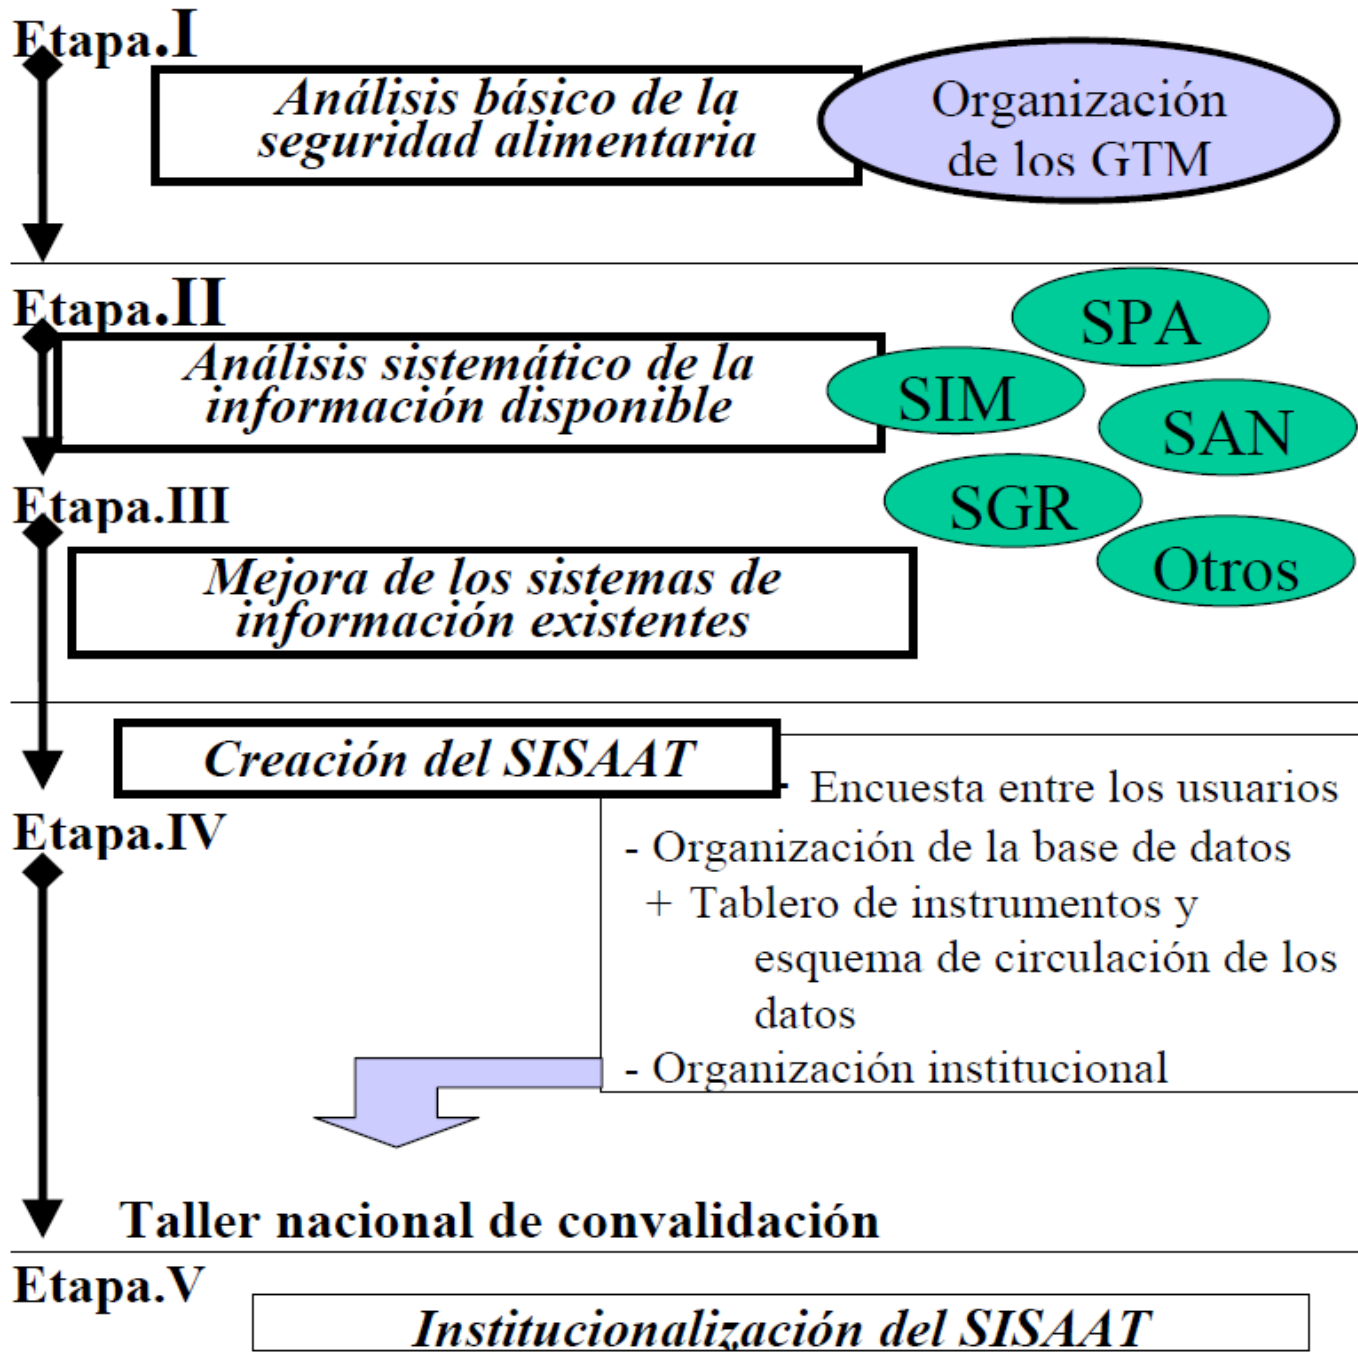 Etapa.I
Análisis básico de la
seguridad alimentaria
Organización
de los GTM
Etapa.II
Análisis sistemático de la
información disponible
SPA
SIM
SAN
SGR
Otros
Etapa.III
Mejora de los sistemas de
información existentes
Creación del SISAAT
- Encuesta entre los usuarios
- Organización de la base de datos
+ Tablero de instrumentos y
esquema de circulación de los
datos
- Organización institucional
Etapa.IV
Taller nacional de convalidación
Etapa.V
Institucionalización del SISAAT